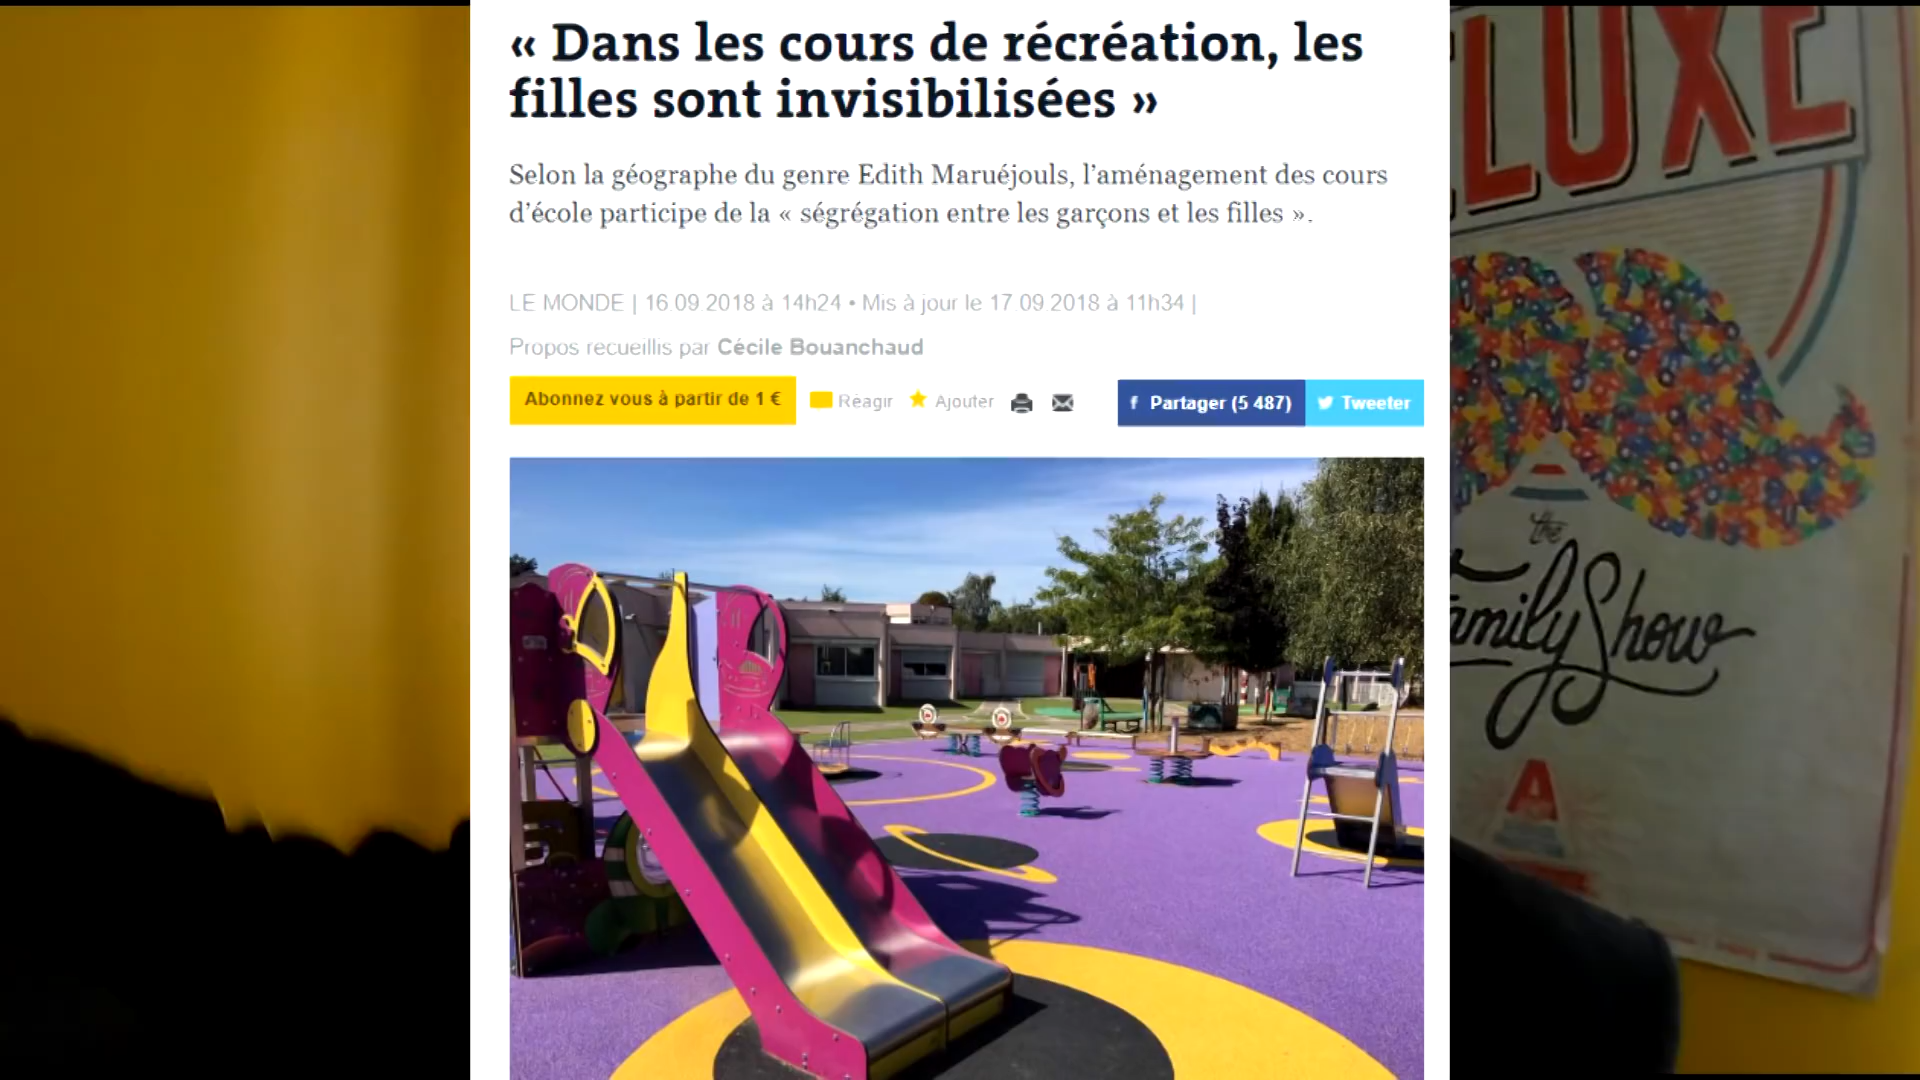 « Dans les cours de récréation, les
filles sont invisibilisées »
Selon la géographe du genre Edith Maruéjouls, l’aménagement des cours
d’école participe de la « ségrégation entre les garçons et les filles ».
LE MONDE | 16.09.2018 à 14h24 • Mis à jour le 17.09.2018 à 11h34 |
Propos recueillis par Cécile Bouanchaud
Abonnez vous à partir de 1 €
Réagir
Ajouter
f Partager (5 487)
Tweeter
LUXE
the
Family Show
A